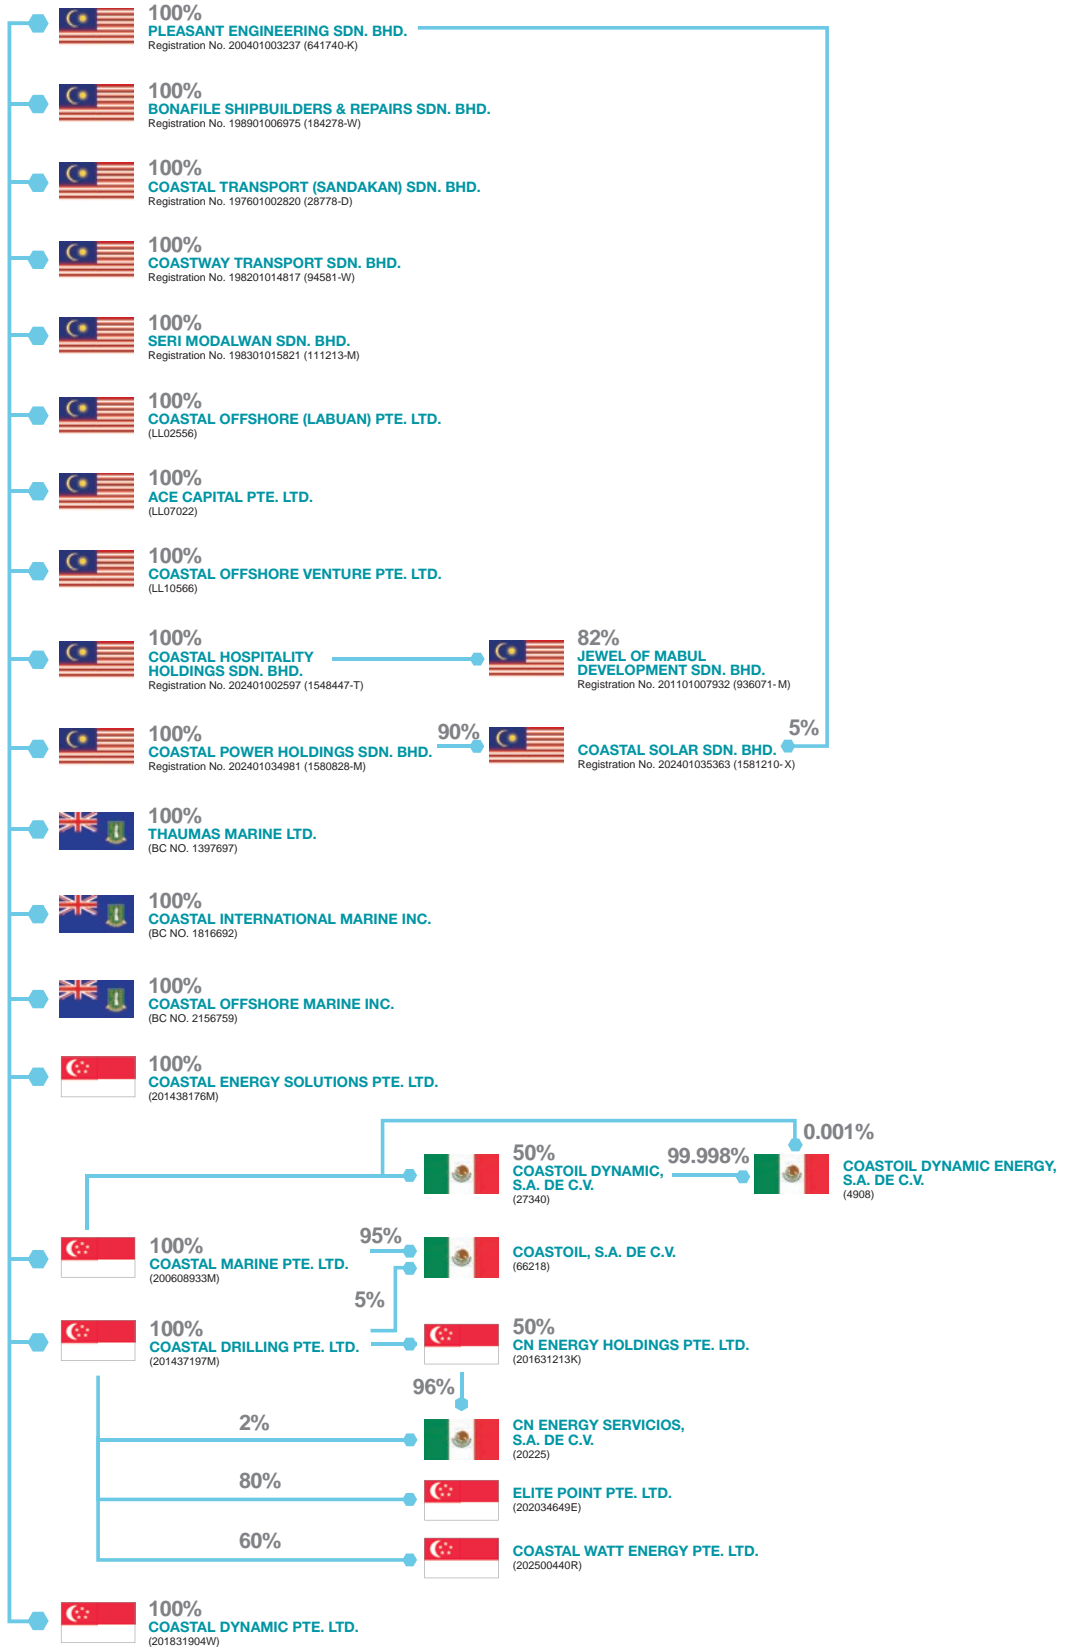 100%
PLEASANT ENGINEERING SDN. BHD.
Registration No. 200401003237 (641740-K)
100%
BONAFILE SHIPBUILDERS & REPAIRS SDN. BHD.
Registration No. 198901006975 (184278-W)
100%
COASTAL TRANSPORT (SANDAKAN) SDN. BHD.
Registration No. 197601002820 (28778-D)
100%
COASTWAY TRANSPORT SDN. BHD.
Registration No. 198201014817 (94581-W)
100%
SERI MODALWAN SDN. BHD.
Registration No. 198301015821 (111213-M)
100%
COASTAL OFFSHORE (LABUAN) PTE. LTD.
(LL02556)
100%
ACE CAPITAL PTE. LTD.
(LL07022)
100%
COASTAL OFFSHORE VENTURE PTE. LTD.
(LL10566)
100%
COASTAL HOSPITALITY
HOLDINGS SDN. BHD.
Registration No. 202401002597 (1548447-T)
82%
JEWEL OF MABUL
DEVELOPMENT SDN. BHD.
Registration No. 201101007932 (936071-M)
100%
COASTAL POWER HOLDINGS SDN. BHD.
Registration No. 202401034981 (1580828-M)
90%
COASTAL SOLAR SDN. BHD.
Registration No. 202401035363 (1581210-X)
5%
100%
THAUMAS MARINE LTD.
(BC NO. 1397697)
100%
COASTAL INTERNATIONAL MARINE INC.
(BC NO. 1816692)
100%
COASTAL OFFSHORE MARINE INC.
(BC NO. 2156759)
100%
COASTAL ENERGY SOLUTIONS PTE. LTD.
(201438176M)
50%
COASTOIL DYNAMIC,
S.A. DE C.V.
(27340)
99.998%
0.001%
COASTOIL DYNAMIC ENERGY,
S.A. DE C.V.
(4908)
100%
COASTAL MARINE PTE. LTD.
(200608933M)
95%
COASTOIL, S.A. DE C.V.
(66218)
5%
100%
COASTAL DRILLING PTE. LTD.
(201437197M)
50%
CN ENERGY HOLDINGS PTE. LTD.
(201631213K)
96%
2%
CN ENERGY SERVICIOS,
S.A. DE C.V.
(20225)
80%
ELITE POINT PTE. LTD.
(202034649E)
60%
COASTAL WATT ENERGY PTE. LTD.
(202500440R)
100%
COASTAL DYNAMIC PTE. LTD.
(201831904W)